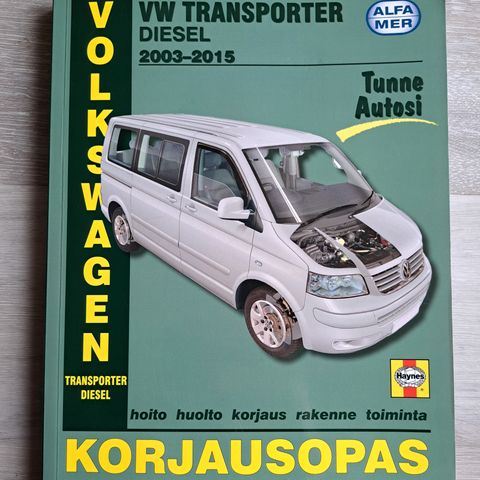 VOLKSWAGEN
TRANSPORTER
DIESEL
VW TRANSPORTER
DIESEL
2003–2015
ALFA
MER
Tunne
Autosi
Haynes
hoito huolto korjaus rakenne toiminta
KORJAUSOPAS